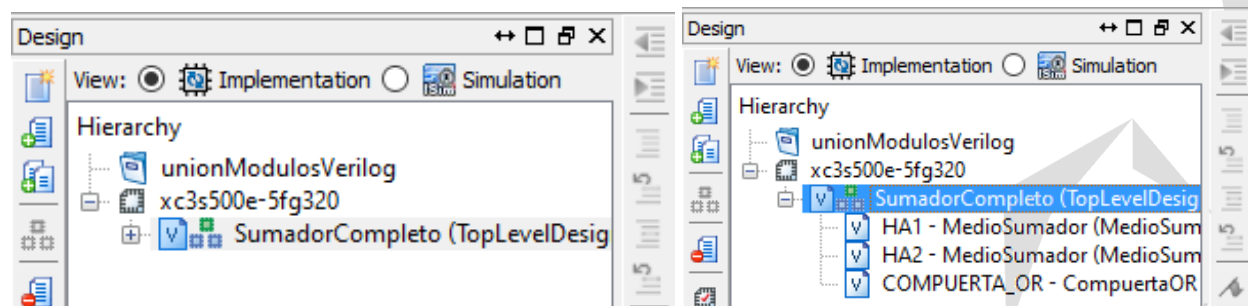 Design
View: Implementation Simulation
Hierarchy
unionModulosVerilog
xc3s500e-5fg320
SumadorCompleto (TopLevelDesig
Design
View: Implementation Simulation
Hierarchy
unionModulosVerilog
xc3s500e-5fg320
SumadorCompleto (TopLevelDesig
HA1 - MedioSumador (MedioSum
HA2 - MedioSumador (MedioSum
COMPUERTA_OR - CompuertaOR